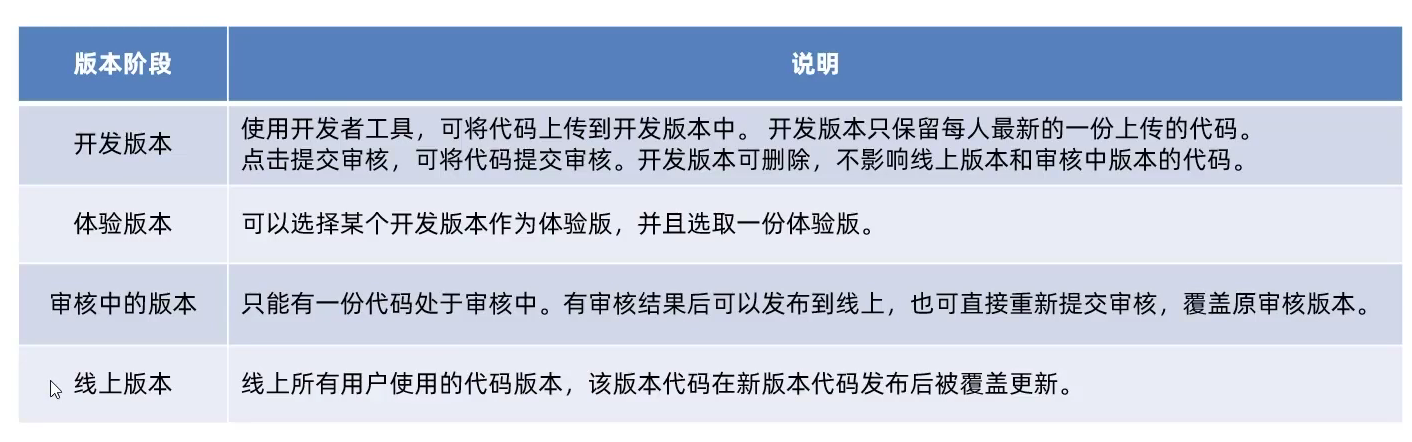 版本阶段
说明
开发版本
使用开发者工具，可将代码上传到开发版本中。 开发版本只保留每人最新的一份上传的代码。
点击提交审核，可将代码提交审核。开发版本可删除，不影响线上版本和审核中版本的代码。
体验版本
可以选择某个开发版本作为体验版，并且选取一份体验版。
审核中的版本
只能有一份代码处于审核中。有审核结果后可以发布到线上，也可直接重新提交审核，覆盖原审核版本。
线上版本
线上所有用户使用的代码版本，该版本代码在新版本代码发布后被覆盖更新。